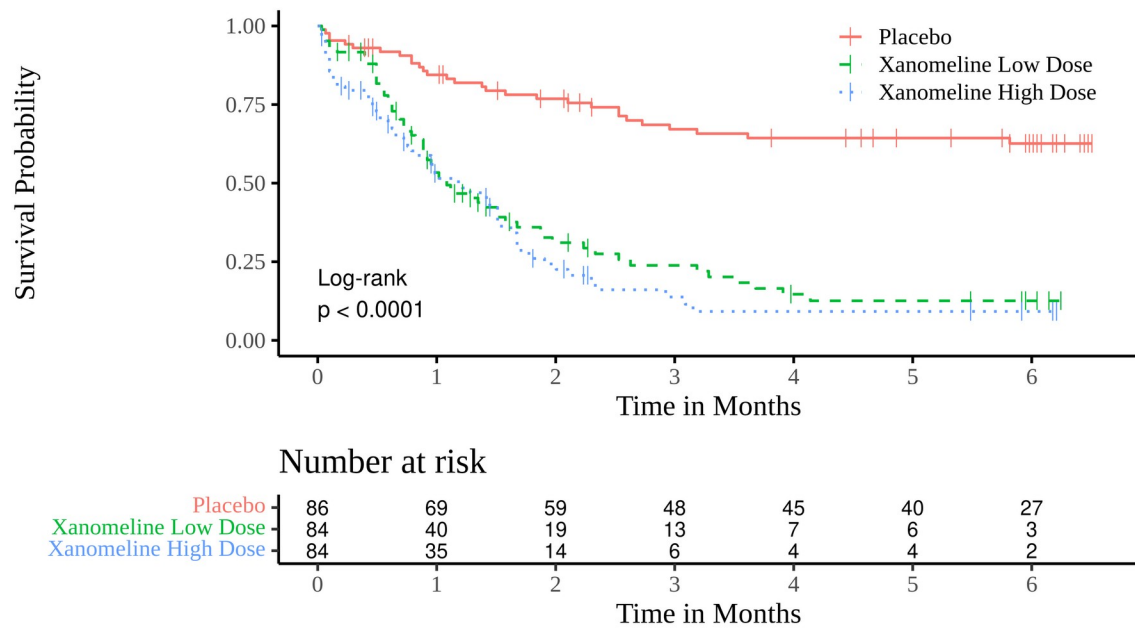 1.00
0.75
0.50
0.25
0.00
Survival Probability
Placebo
Xanomeline Low Dose
Xanomeline High Dose
Log-rank
p < 0.0001
0 1 2 3 4 5 6
Time in Months
Number at risk
Placebo 86 69 59 48 45 40 27
Xanomeline Low Dose 84 40 19 13 7 6 3
Xanomeline High Dose 84 35 14 6 4 4 2
0 1 2 3 4 5 6
Time in Months